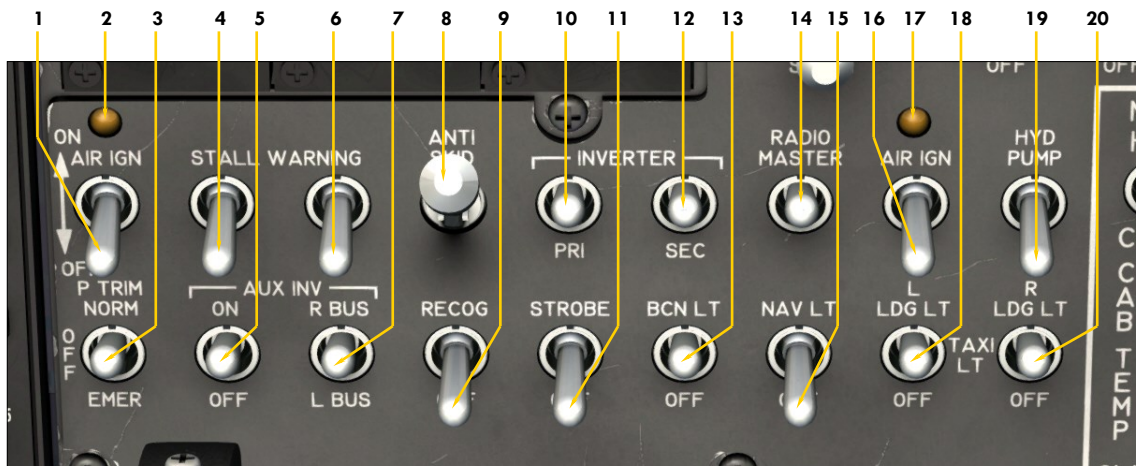 1 2 3 4 5 6 7 8 9 10 11 12 13 14 15 16 17 18 19 20
OFF
ON AIR IGN STALL WARNING ANTI INVERTER RADIO MASTER AIR IGN HYD PUMP
PRI SEC
P TRIM NORM AUX INV ON R BUS RECOG STROBE BCN LT NAV LT L LDG LT TAXI LT R LDG LT
OFF
EMER OFF L BUS OFF OFF OFF
CAB
TEMP